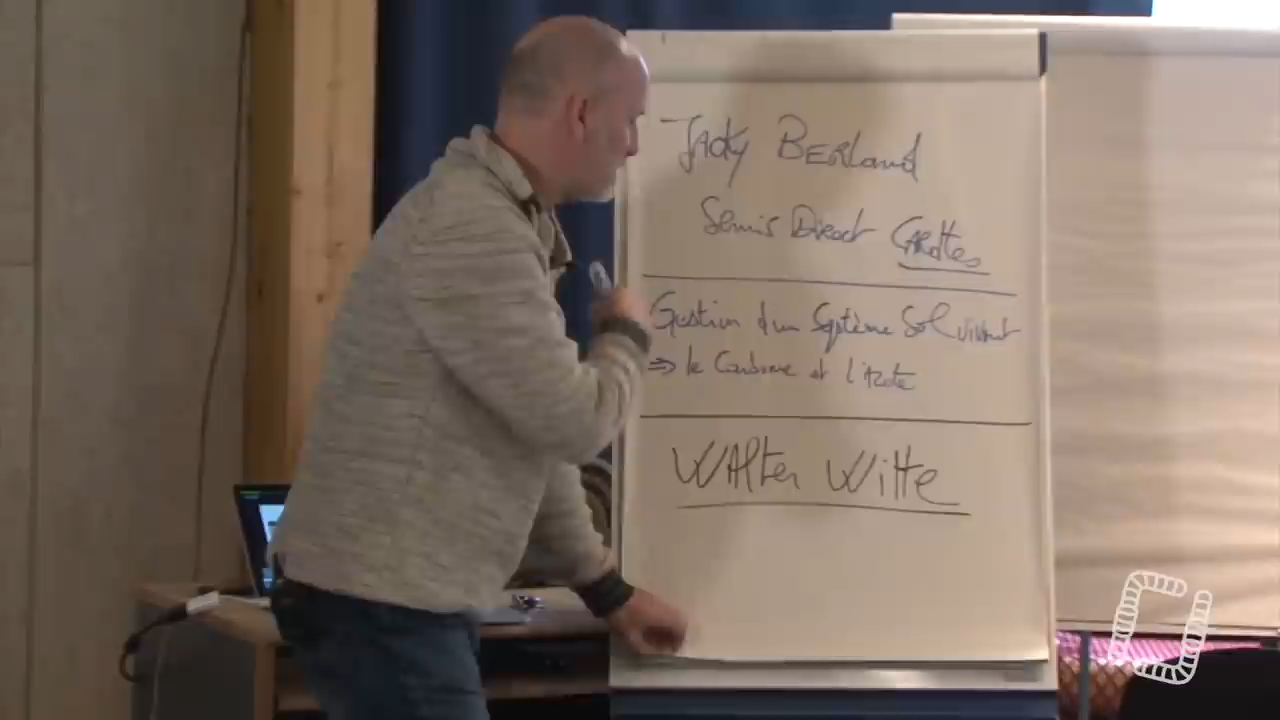 Jacky BERland
Semis Direct CAROttes
Gestion d'un Système Sol vivant
⇒ le Carbone et l'Azote
WAlter Witte